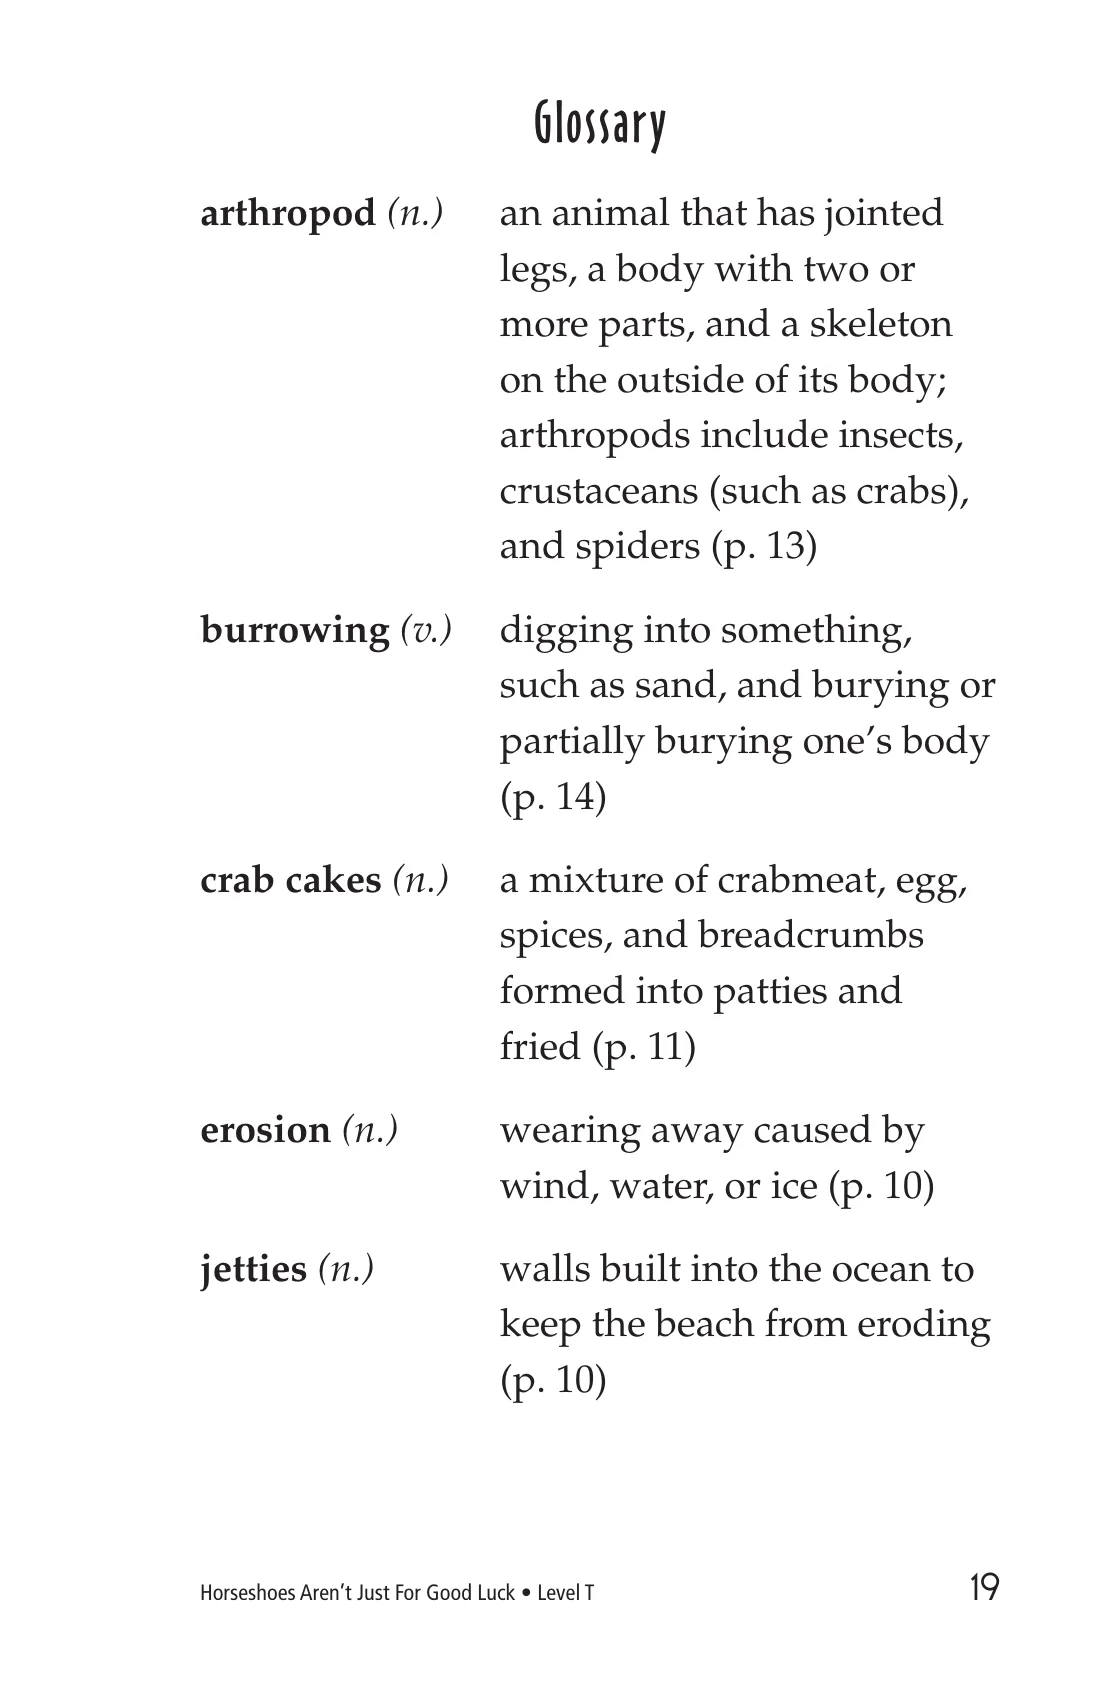 Glossary
arthropod (n.) an animal that has jointed
legs, a body with two or
more parts, and a skeleton
on the outside of its body;
arthropods include insects,
crustaceans (such as crabs),
and spiders (p. 13)
burrowing (v.) digging into something,
such as sand, and burying or
partially burying one’s body
(p. 14)
crab cakes (n.) a mixture of crabmeat, egg,
spices, and breadcrumbs
formed into patties and
fried (p. 11)
erosion (n.) wearing away caused by
wind, water, or ice (p. 10)
jetties (n.) walls built into the ocean to
keep the beach from eroding
(p. 10)
Horseshoes Aren’t Just For Good Luck • Level T 19